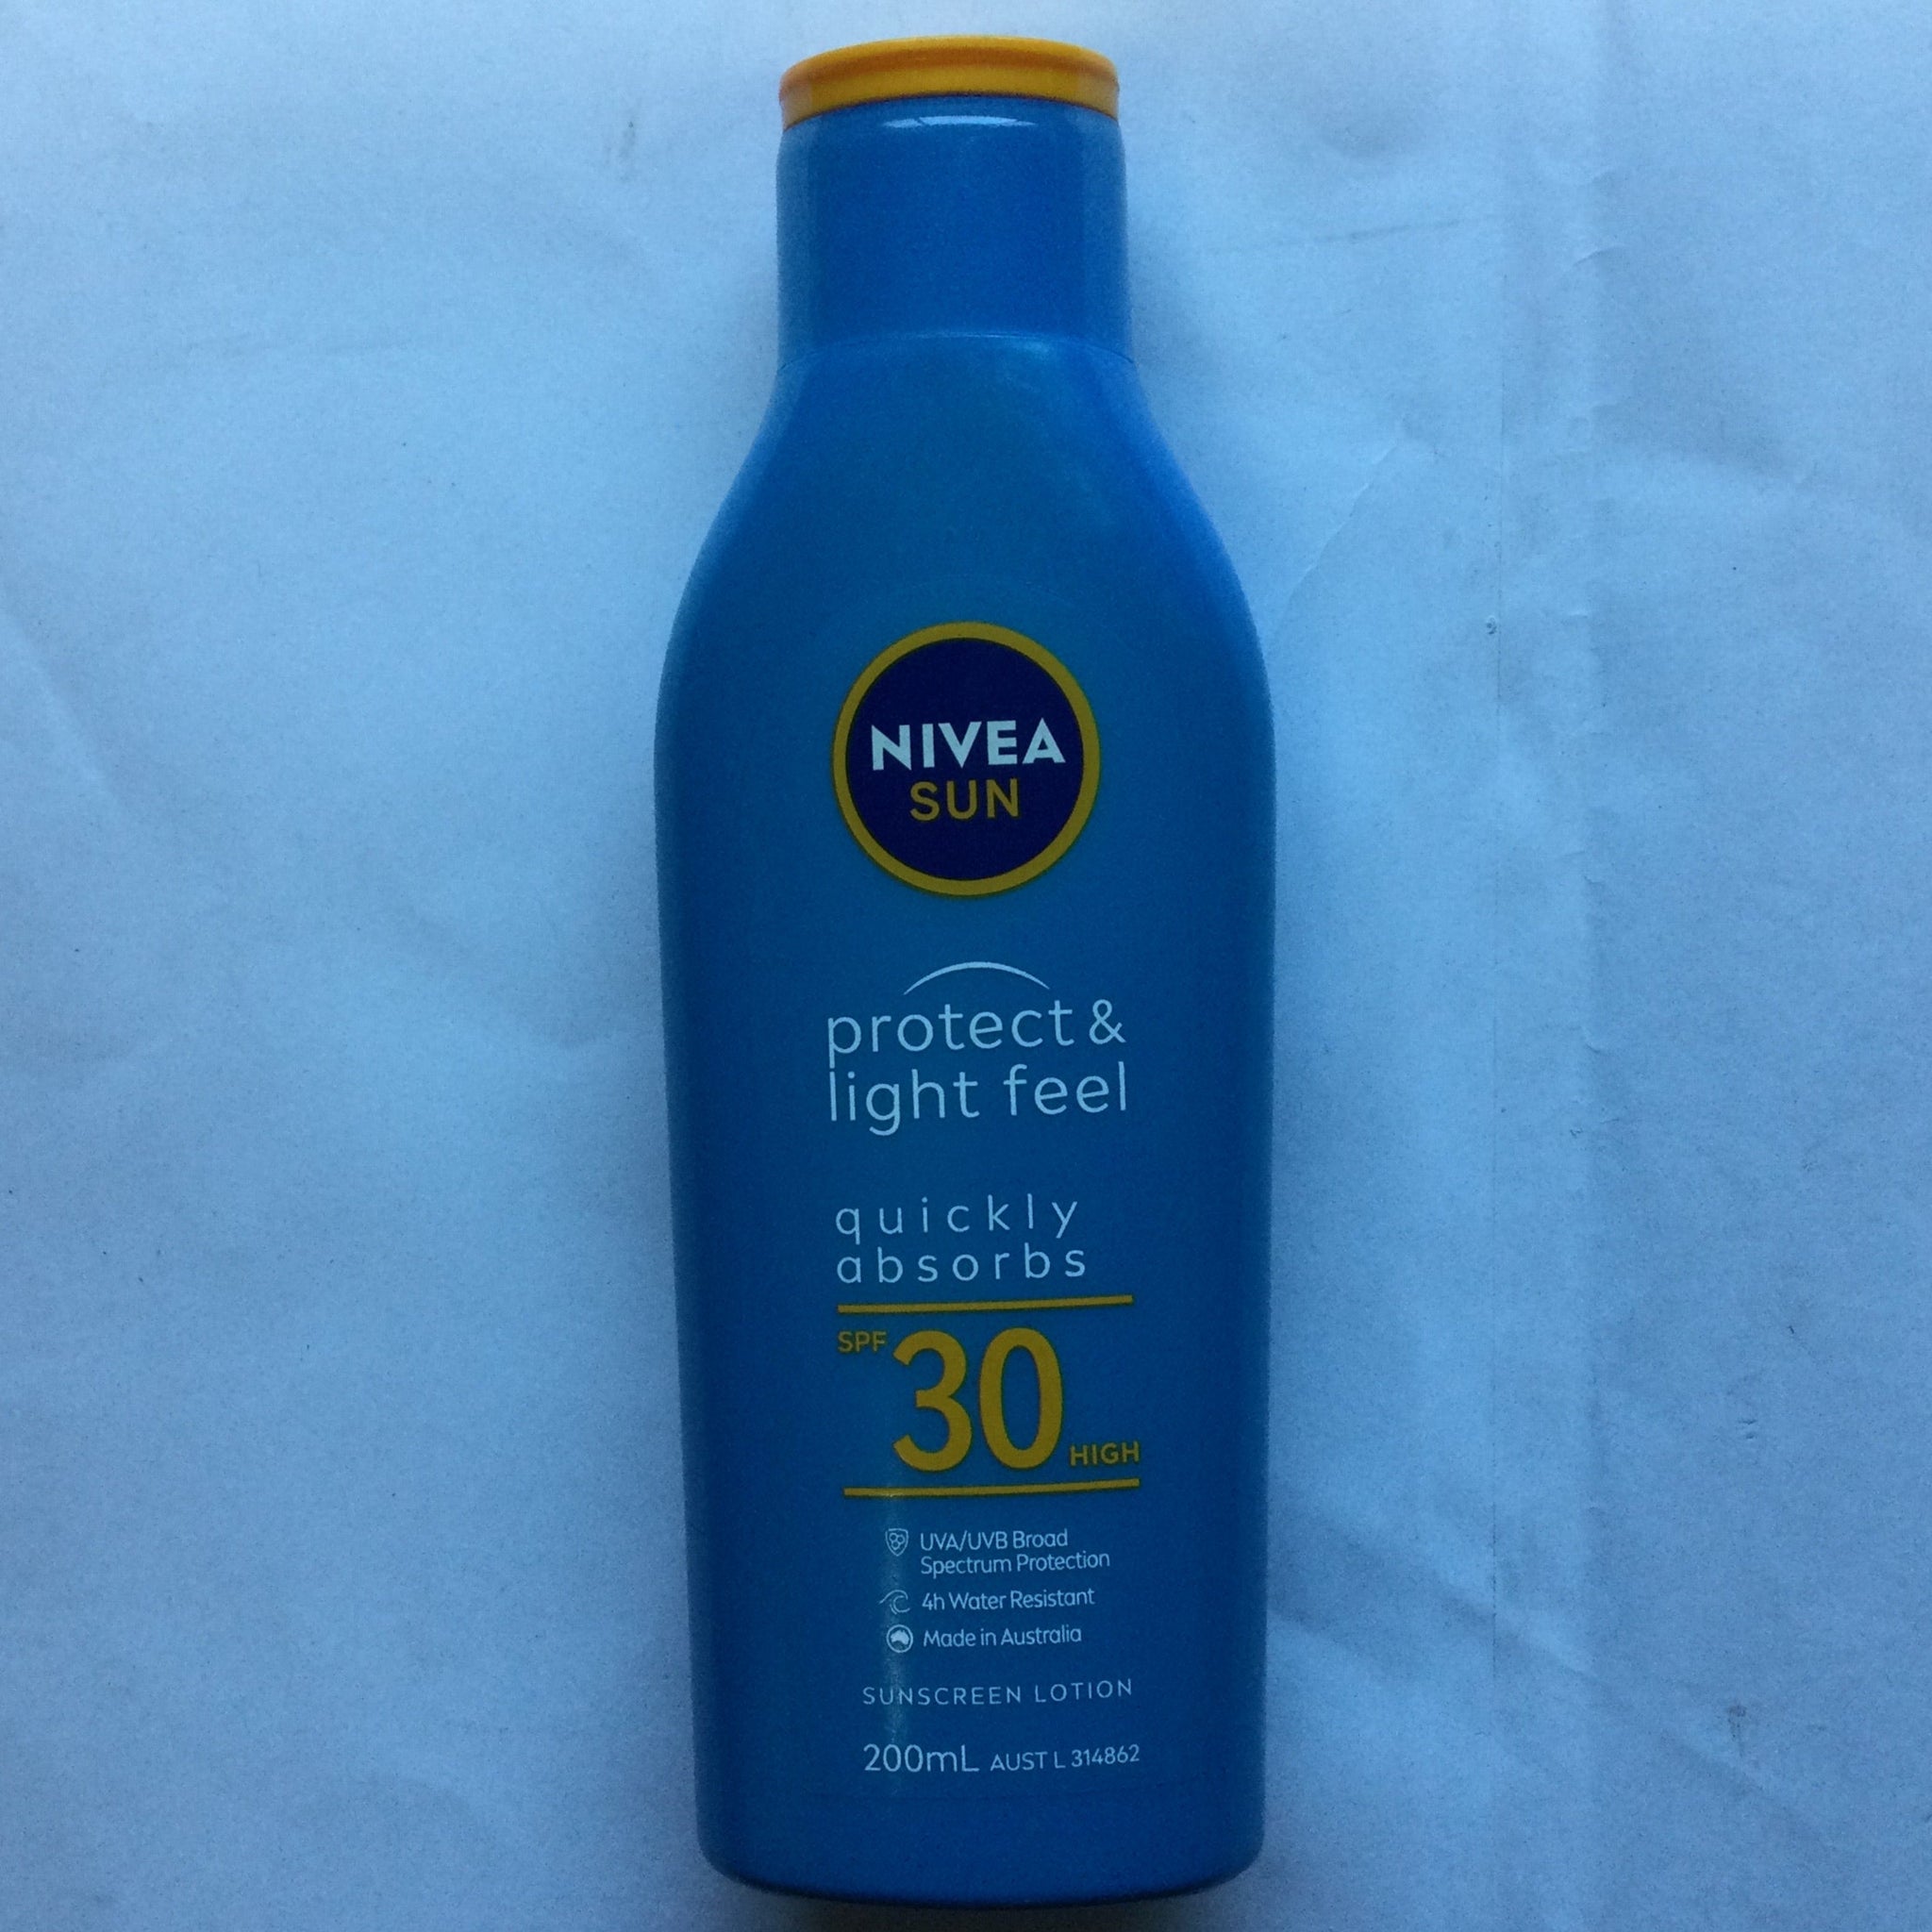 NIVEA
SUN
protect &
light feel
quickly
absorbs
SPF 30 HIGH
UVA/UVB Broad
Spectrum Protection
4h Water Resistant
Made in Australia
SUNSCREEN LOTION
200mL AUST L 314862